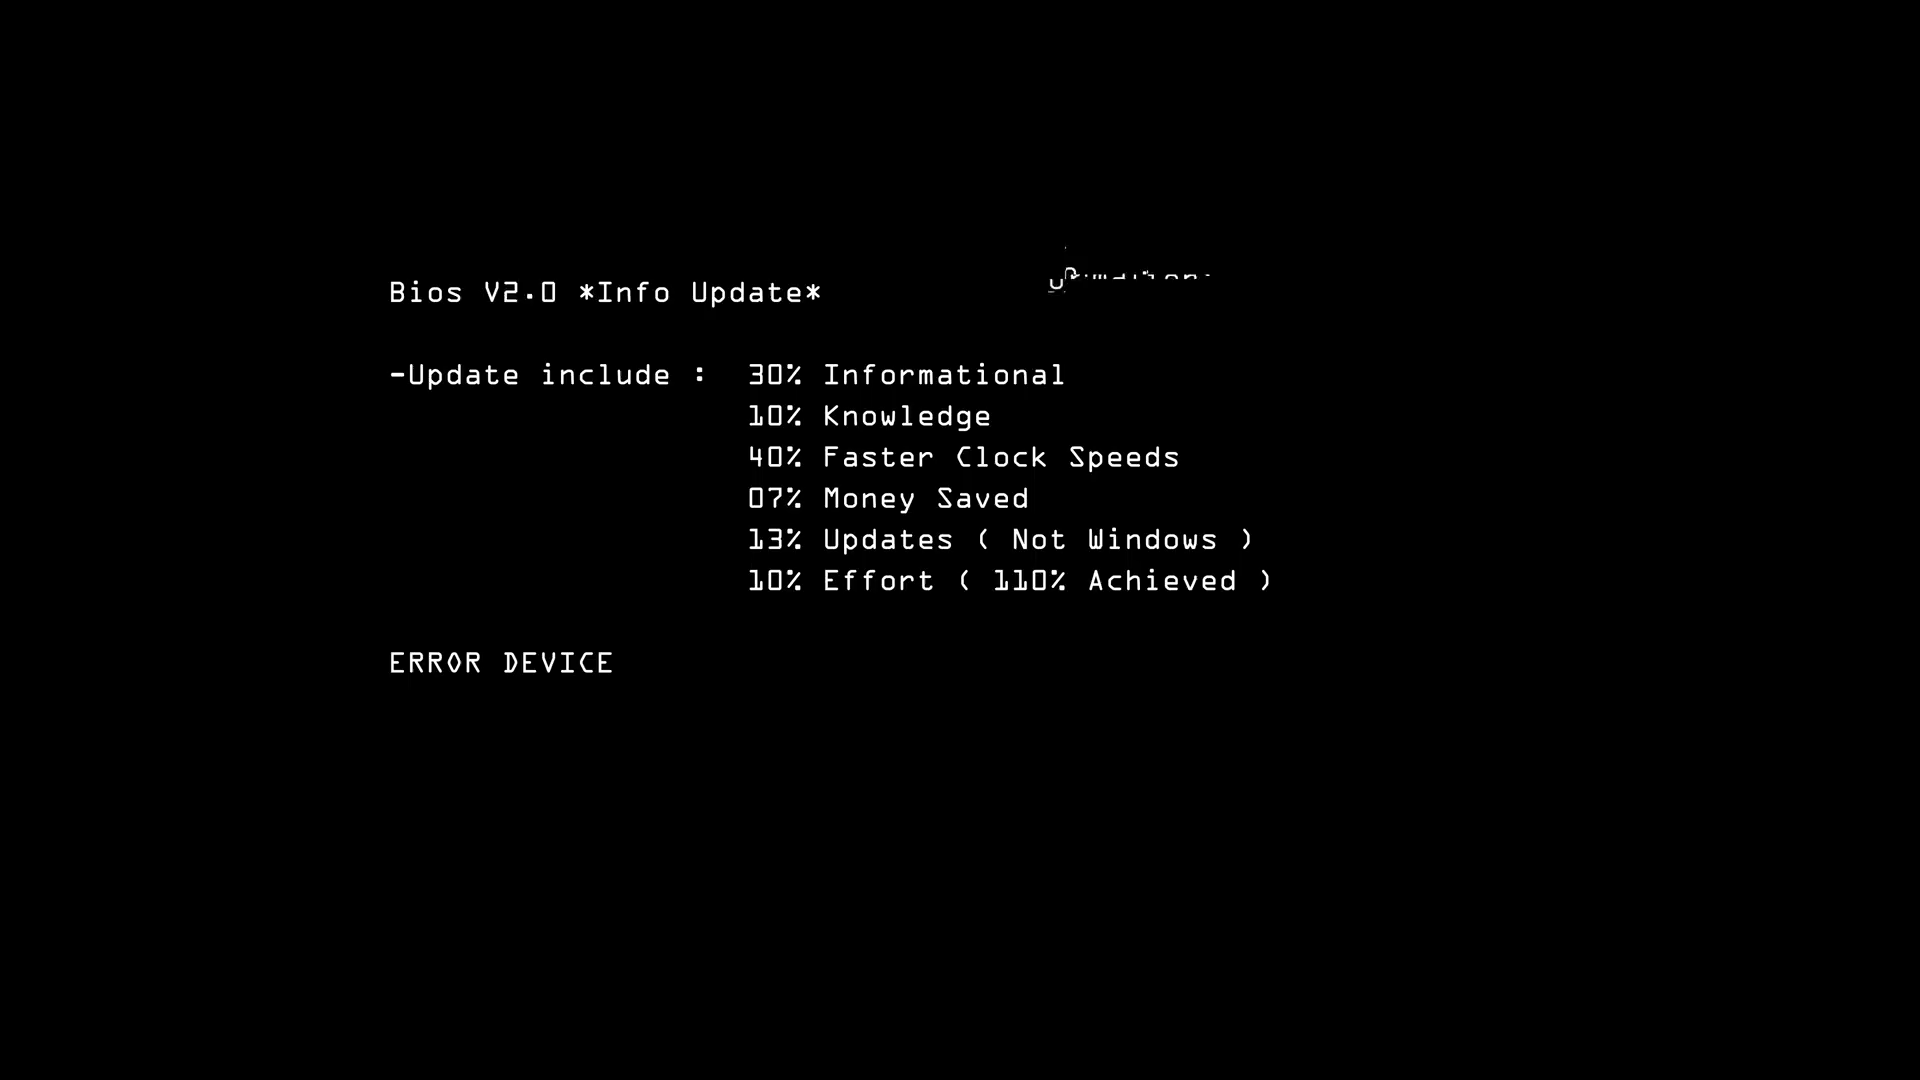 Bios V2.0 *Info Update*
-Update include : 30% Informational
10% Knowledge
40% Faster Clock Speeds
07% Money Saved
13% Updates ( Not Windows )
10% Effort ( 110% Achieved )
ERROR DEVICE